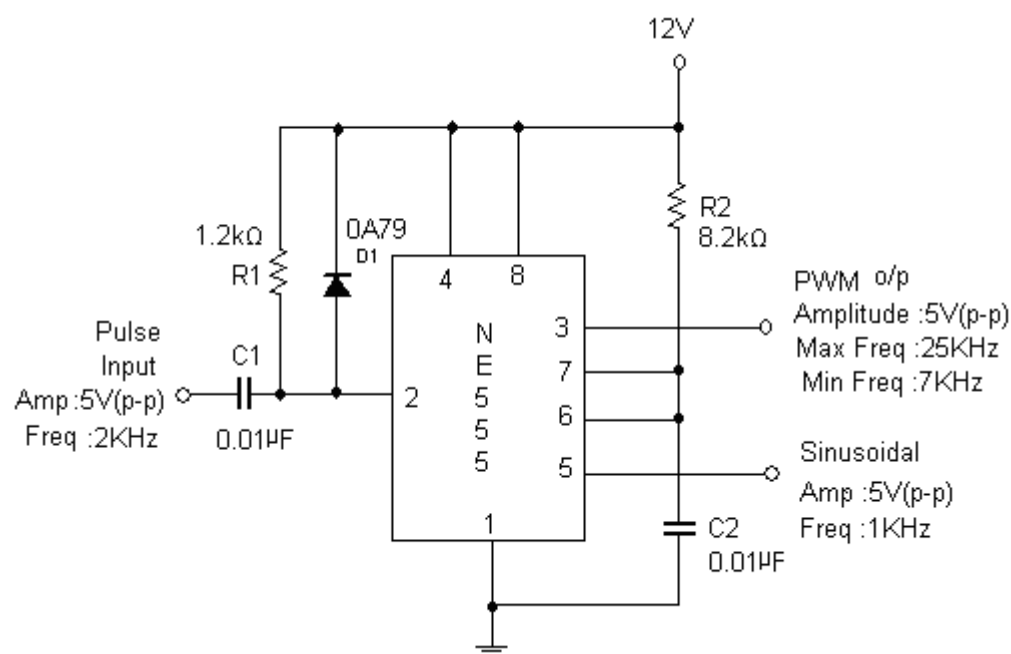 12V
1.2kΩ
R1
0A79
D1
R2
8.2kΩ
4
8
Pulse
Input
Amp :5V(p-p)
Freq :2KHz
C1
0.01µF
2
N
E
5
5
5
3
7
6
5
1
PWM o/p
Amplitude :5V(p-p)
Max Freq :25KHz
Min Freq :7KHz
Sinusoidal
Amp :5V(p-p)
Freq :1KHz
C2
0.01µF